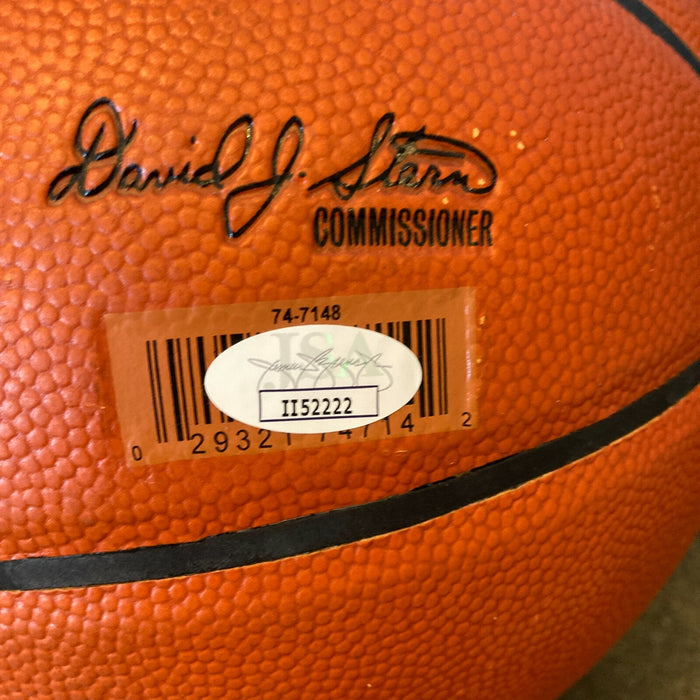 David J. Stern
COMMISSIONER
74-7148
JSA
II52222
0 29321 74714 2